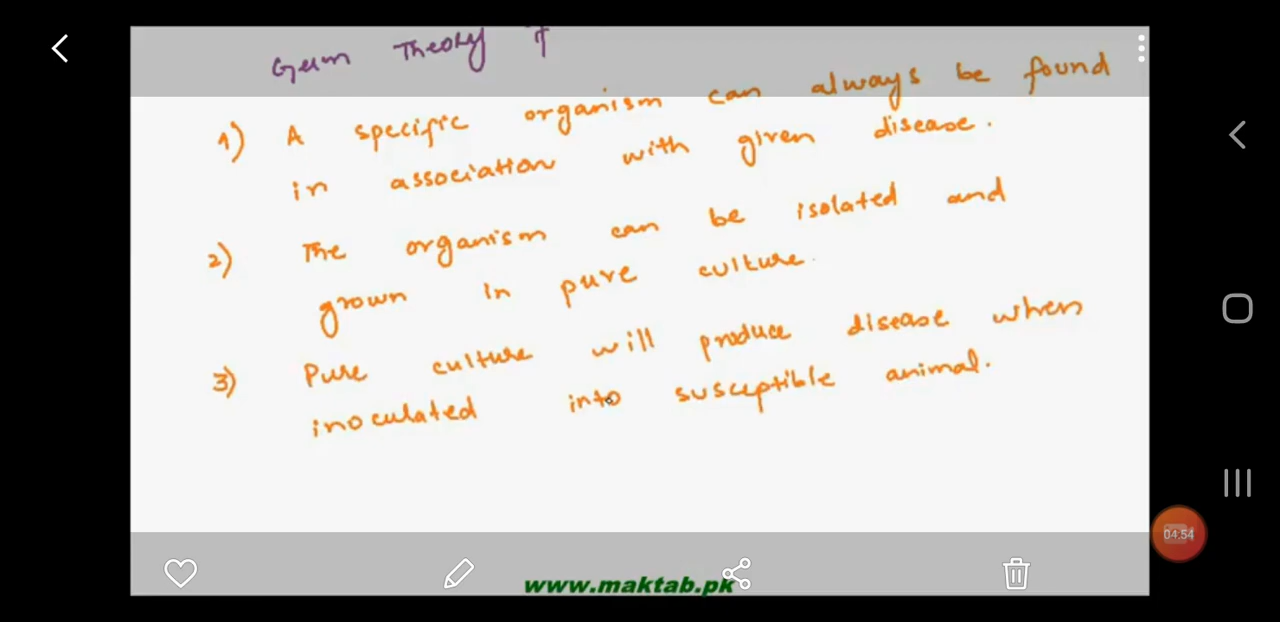 Germ Theory
1) A specific organism can always be found
in association with given disease.
2) The organism can be isolated and
grown in pure culture.
3) Pure culture will produce disease when
inoculated into susceptible animal.
04:54
www.maktab.pk